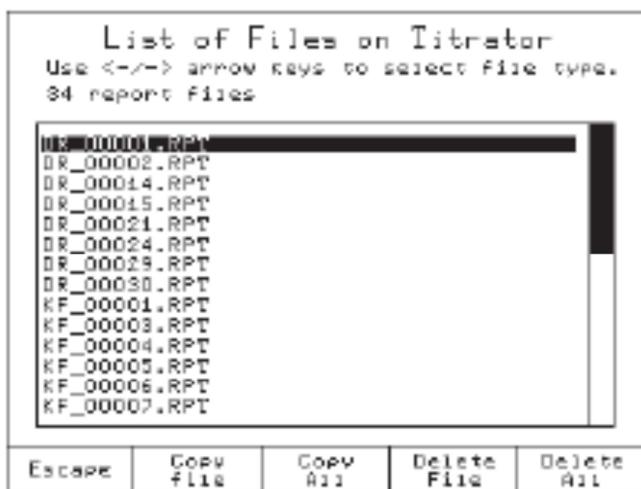 List of Files on Titrator
Use <-/-> arrow keys to select file type.
84 report files
DR_00001.RPT
DR_00002.RPT
DR_00014.RPT
DR_00015.RPT
DR_00021.RPT
DR_00024.RPT
DR_00029.RPT
DR_00030.RPT
KF_00001.RPT
KF_00003.RPT
KF_00004.RPT
KF_00005.RPT
KF_00006.RPT
KF_00007.RPT
Escape
Copy
file
Copy
All
Delete
File
Delete
All